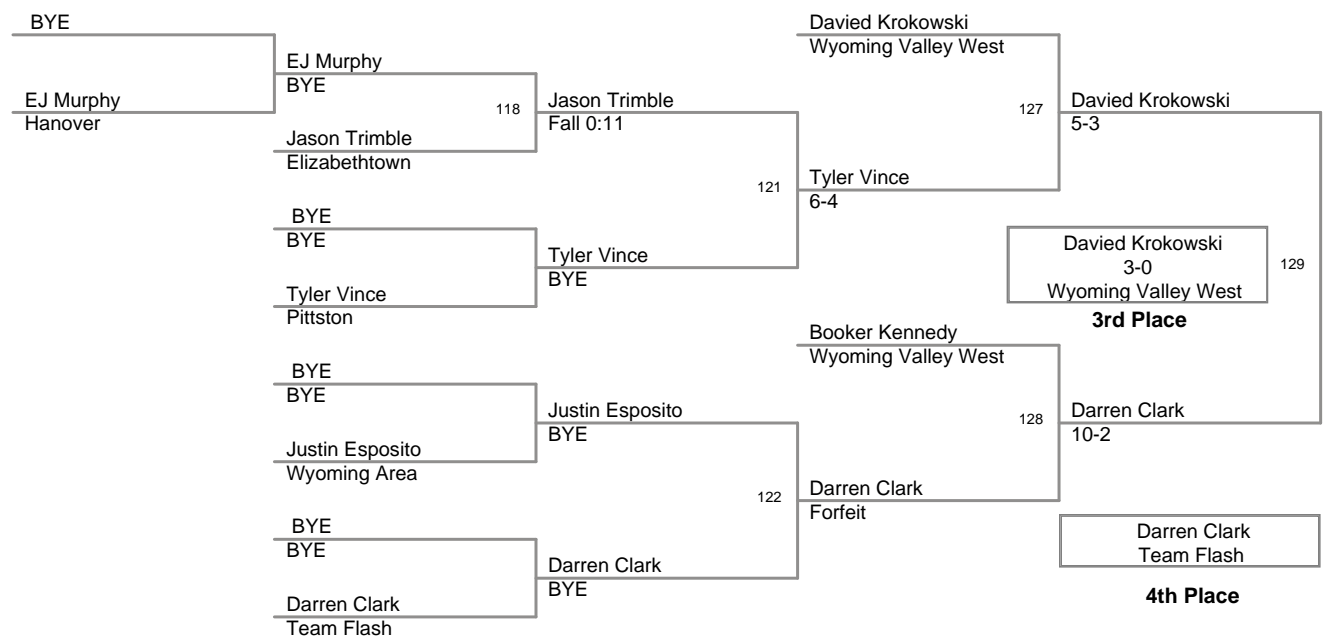 BYE
EJ Murphy
Hanover
EJ Murphy
BYE
118
Jason Trimble
Elizabethtown
BYE
BYE
Tyler Vince
Pittston
BYE
BYE
Justin Esposito
Wyoming Area
BYE
BYE
Darren Clark
Team Flash
Jason Trimble
Fall 0:11
121
Tyler Vince
BYE
Justin Esposito
BYE
122
Darren Clark
BYE
Davied Krokowski
Wyoming Valley West
127
Tyler Vince
6-4
Booker Kennedy
Wyoming Valley West
128
Darren Clark
Forfeit
Davied Krokowski
5-3
Davied Krokowski
3-0
Wyoming Valley West
129
3rd Place
Darren Clark
10-2
Darren Clark
Team Flash
4th Place